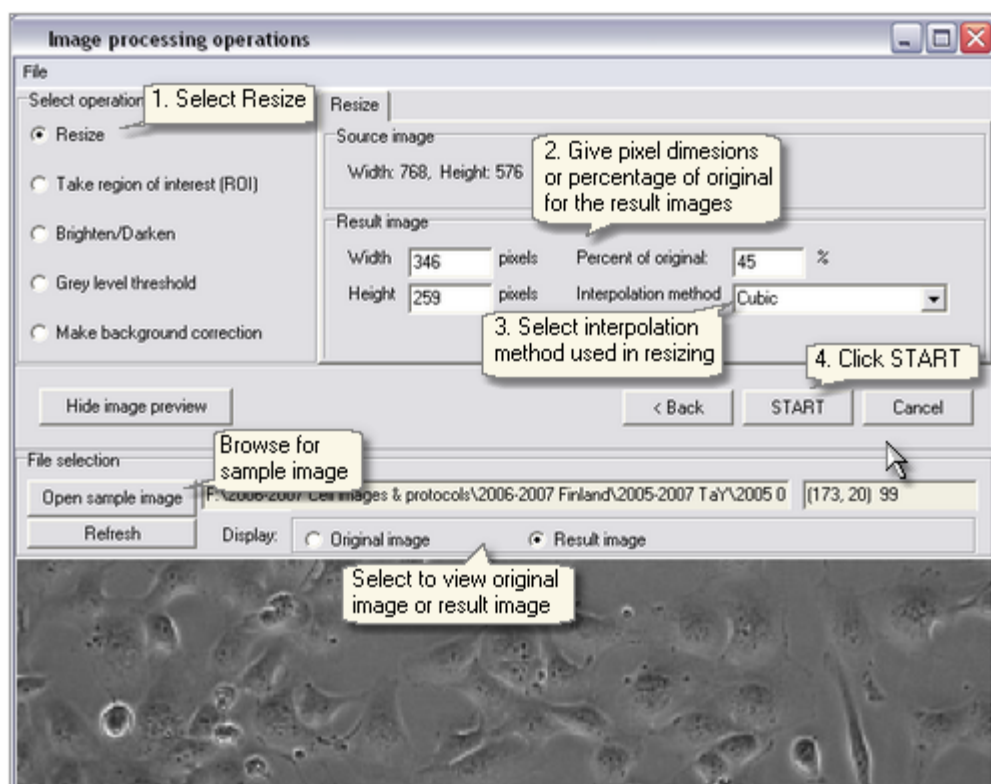 Image processing operations
File
Select operation
1. Select Resize
Resize
Take region of interest (ROI)
Brighten/Darken
Grey level threshold
Make background correction
Resize
Source image
Width: 768, Height: 576
2. Give pixel dimesions
or percentage of original
for the result images
Result image
Width 346 pixels Percent of original: 45 %
Height 259 pixels Interpolation method Cubic
3. Select interpolation
method used in resizing
4. Click START
Hide image preview < Back START Cancel
Browse for
sample image
File selection
Open sample image F:\2006-2007 Cell images & protocols\2006-2007 Finland\2005-2007 TaY\2005 0 (173, 20) 99
Refresh Display: Original image Result image
Select to view original
image or result image